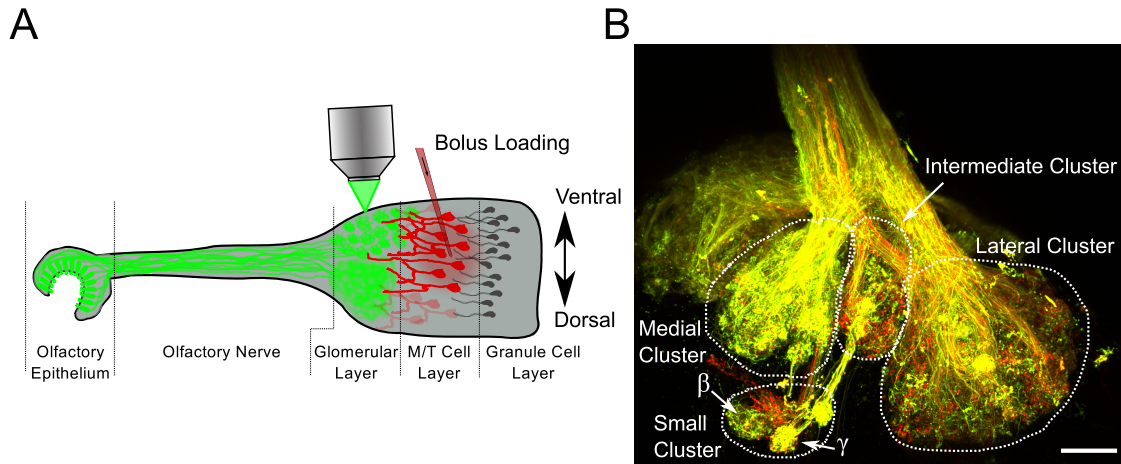 A
Bolus Loading
Ventral
Dorsal
Olfactory
Epithelium
Olfactory Nerve
Glomerular
Layer
M/T Cell
Layer
Granule Cell
Layer
B
Intermediate Cluster
Lateral Cluster
Medial
Cluster
β
Small
Cluster
γ